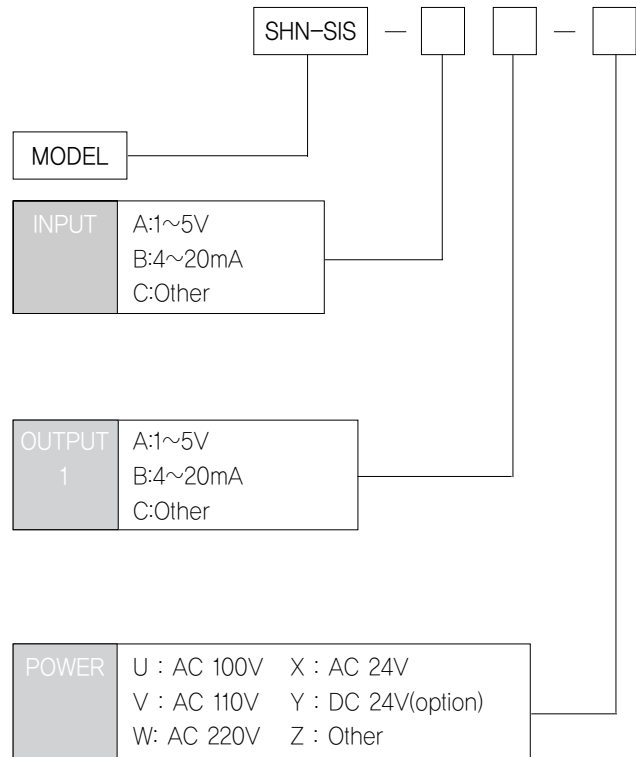 SHN-SIS – –
MODEL
INPUT
A:1~5V
B:4~20mA
C:Other
OUTPUT
1
A:1~5V
B:4~20mA
C:Other
POWER
U : AC 100V X : AC 24V
V : AC 110V Y : DC 24V(option)
W: AC 220V Z : Other